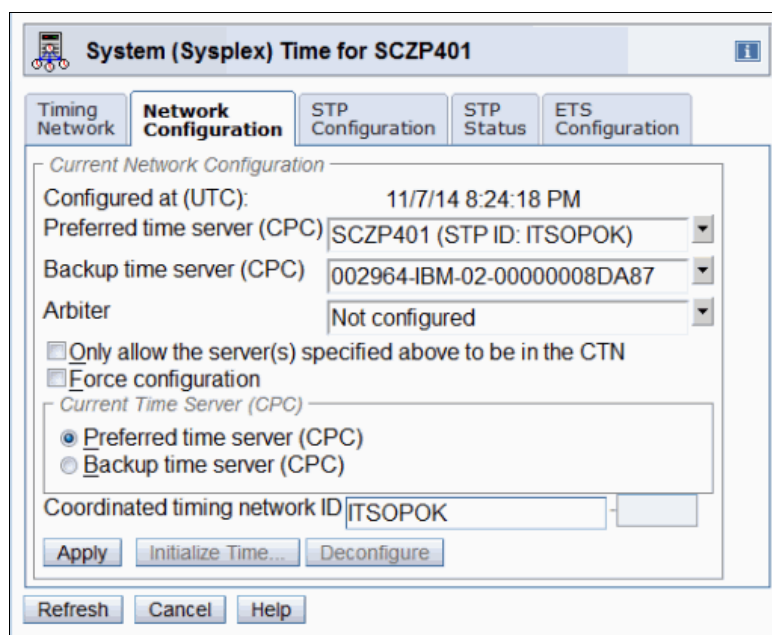 System (Sysplex) Time for SCZP401
Timing Network
Network Configuration
STP Configuration
STP Status
ETS Configuration
Current Network Configuration
Configured at (UTC): 11/7/14 8:24:18 PM
Preferred time server (CPC) SCZP401 (STP ID: ITSOPOK)
Backup time server (CPC) 002964-IBM-02-00000008DA87
Arbiter Not configured
Only allow the server(s) specified above to be in the CTN
Force configuration
Current Time Server (CPC)
Preferred time server (CPC)
Backup time server (CPC)
Coordinated timing network ID ITSOPOK -
Apply Initialize Time... Deconfigure
Refresh Cancel Help